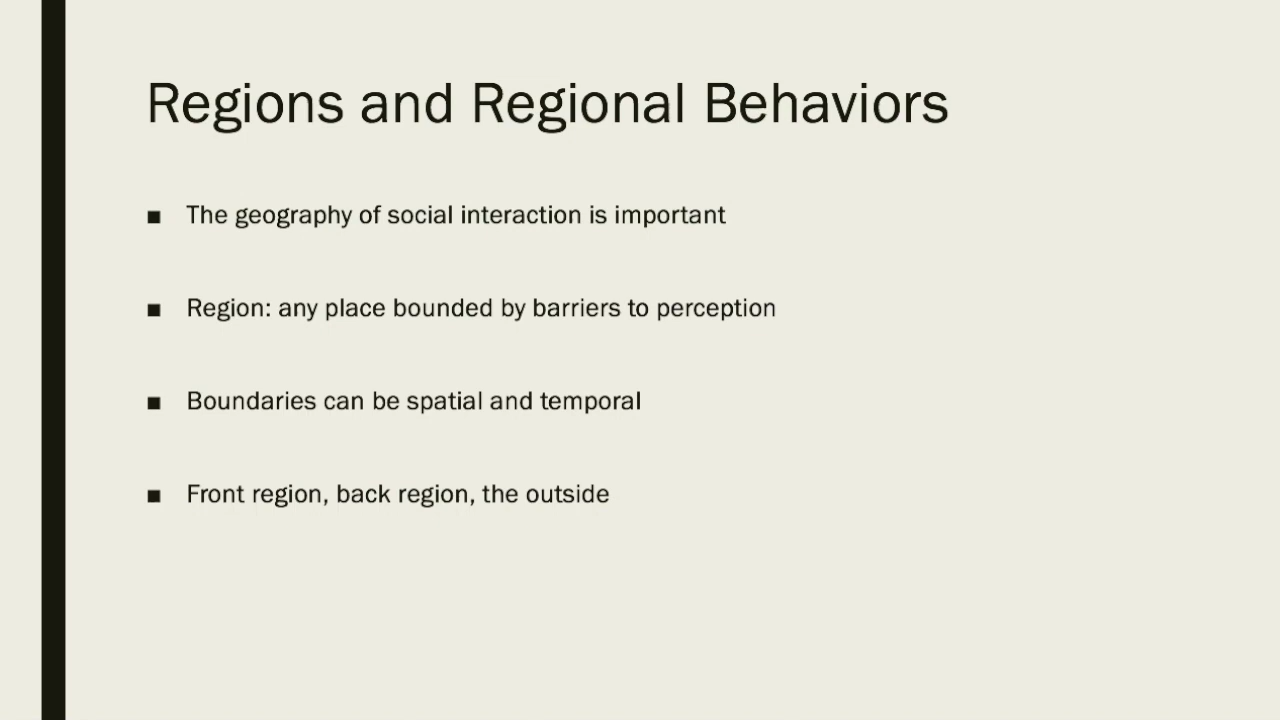 Regions and Regional Behaviors
■ The geography of social interaction is important
■ Region: any place bounded by barriers to perception
■ Boundaries can be spatial and temporal
■ Front region, back region, the outside